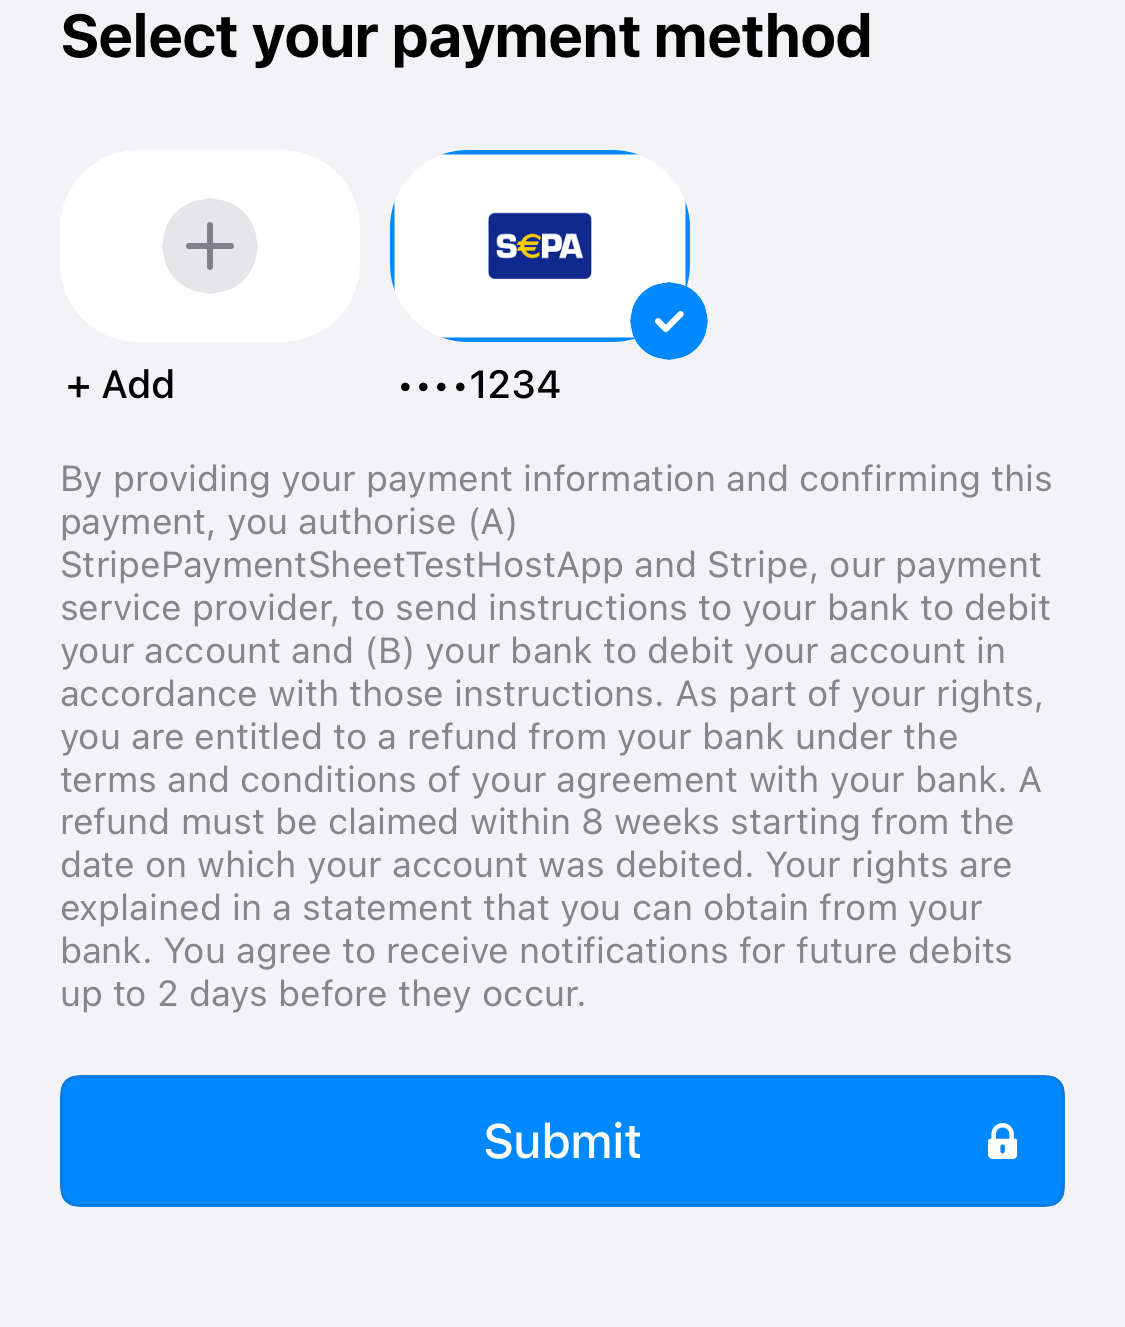 Select your payment method
S€PA
+ Add
••••1234
By providing your payment information and confirming this
payment, you authorise (A)
StripePaymentSheetTestHostApp and Stripe, our payment
service provider, to send instructions to your bank to debit
your account and (B) your bank to debit your account in
accordance with those instructions. As part of your rights,
you are entitled to a refund from your bank under the
terms and conditions of your agreement with your bank. A
refund must be claimed within 8 weeks starting from the
date on which your account was debited. Your rights are
explained in a statement that you can obtain from your
bank. You agree to receive notifications for future debits
up to 2 days before they occur.
Submit